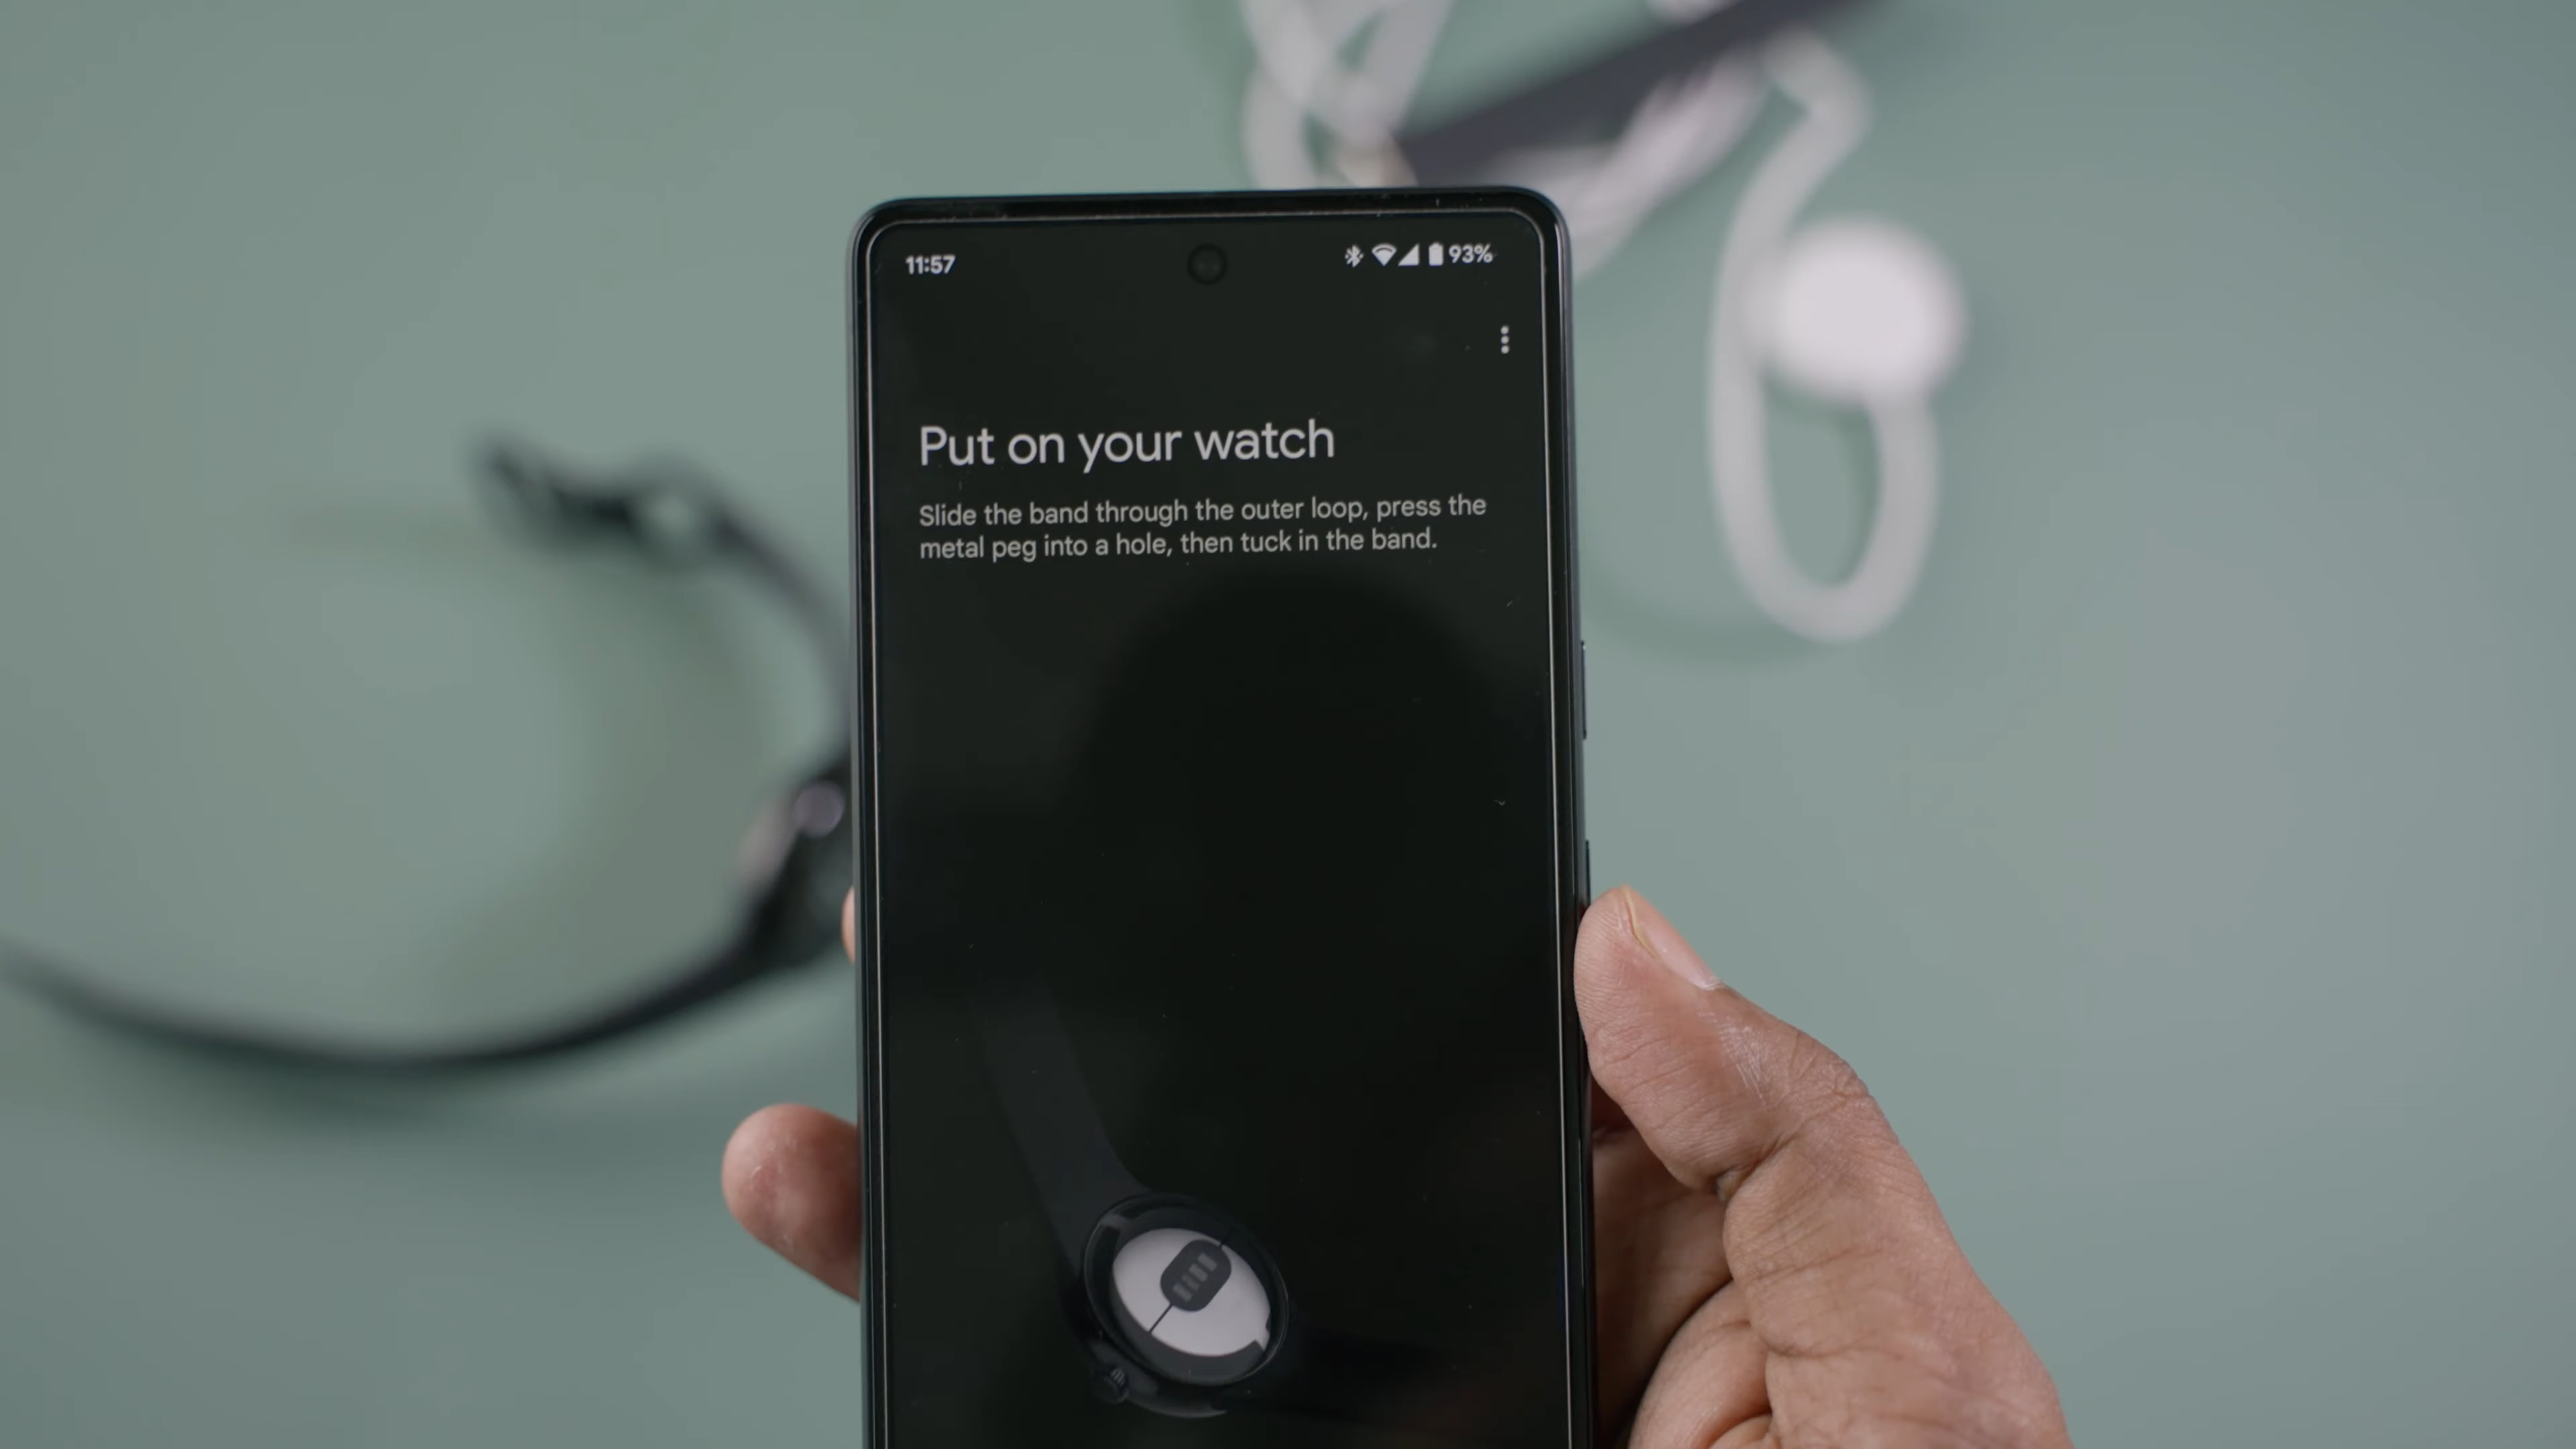 11:57
93%
Put on your watch
Slide the band through the outer loop, press the
metal peg into a hole, then tuck in the band.